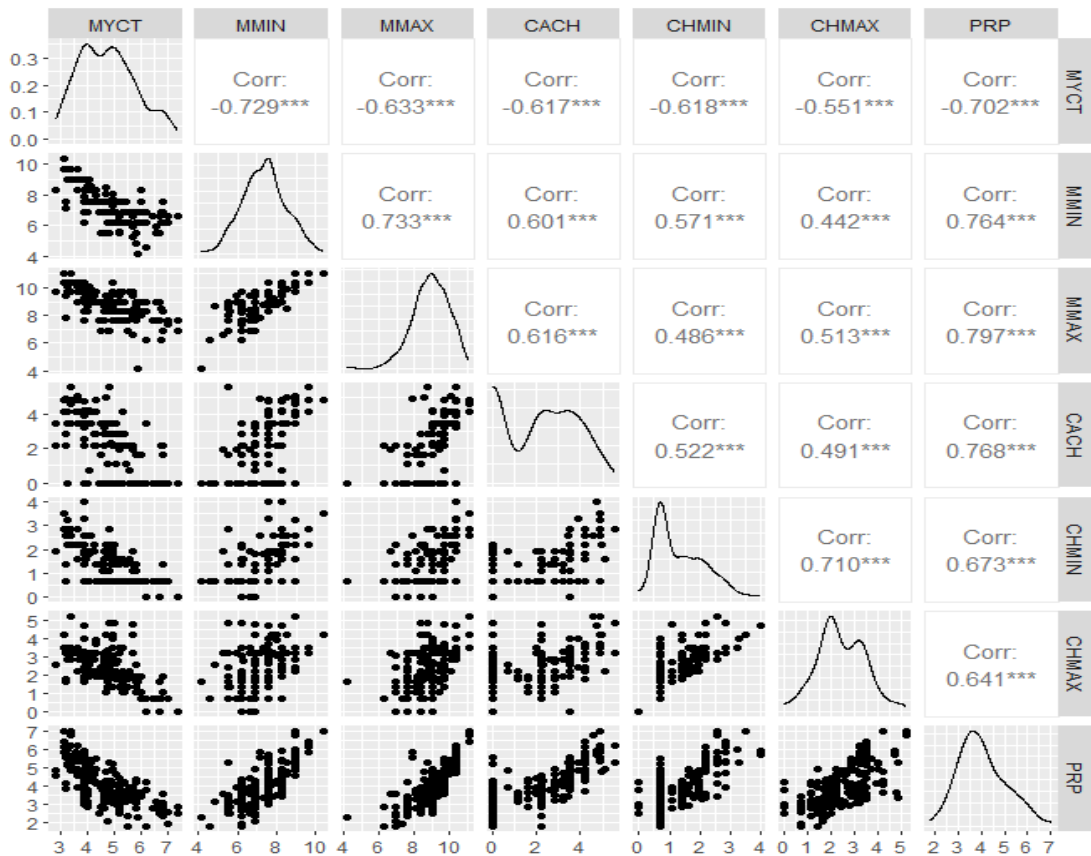 MYCT MMIN MMAX CACH CHMIN CHMAX PRP
0.3
0.2
0.1
0.0
Corr: Corr: Corr: Corr: Corr: Corr:
-0.729*** -0.633*** -0.617*** -0.618*** -0.551*** -0.702***
MYCT
10
8
6
4
Corr: Corr: Corr: Corr: Corr:
0.733*** 0.601*** 0.571*** 0.442*** 0.764***
MMIN
10
8
6
4
Corr: Corr: Corr: Corr:
0.616*** 0.486*** 0.513*** 0.797***
MMAX
4
2
0
Corr: Corr: Corr:
0.522*** 0.491*** 0.768***
CACH
4
3
2
1
0
Corr: Corr:
0.710*** 0.673***
CHMIN
5
4
3
2
1
0
Corr:
0.641***
CHMAX
7
6
5
4
3
2
PRP
3 4 5 6 7 4 6 8 10 4 6 8 10 0 2 4 0 1 2 3 4 0 1 2 3 4 5 2 3 4 5 6 7